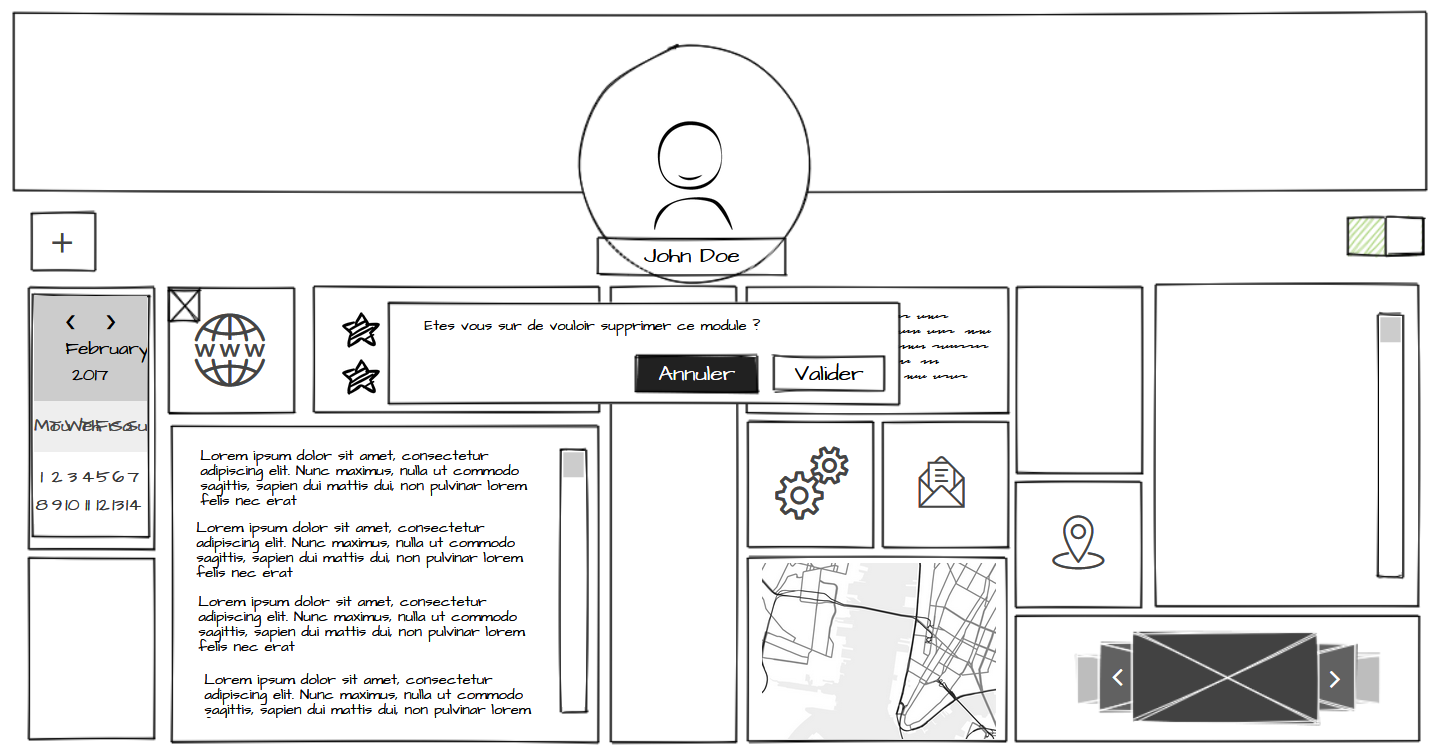 John Doe
February
2017
WWW
Etes vous sur de vouloir supprimer ce module ?
Annuler
Valider
1 2 3 4 5 6 7
8 9 10 11 12 13 14
Lorem ipsum dolor sit amet, consectetur
adipiscing elit. Nunc maximus, nulla ut commodo
sagittis, sapien dui mattis dui, non pulvinar lorem
felis nec erat
Lorem ipsum dolor sit amet, consectetur
adipiscing elit. Nunc maximus, nulla ut commodo
sagittis, sapien dui mattis dui, non pulvinar lorem
felis nec erat
Lorem ipsum dolor sit amet, consectetur
adipiscing elit. Nunc maximus, nulla ut commodo
sagittis, sapien dui mattis dui, non pulvinar lorem
felis nec erat
Lorem ipsum dolor sit amet, consectetur
adipiscing elit. Nunc maximus, nulla ut commodo
sagittis, sapien dui mattis dui, non pulvinar lorem